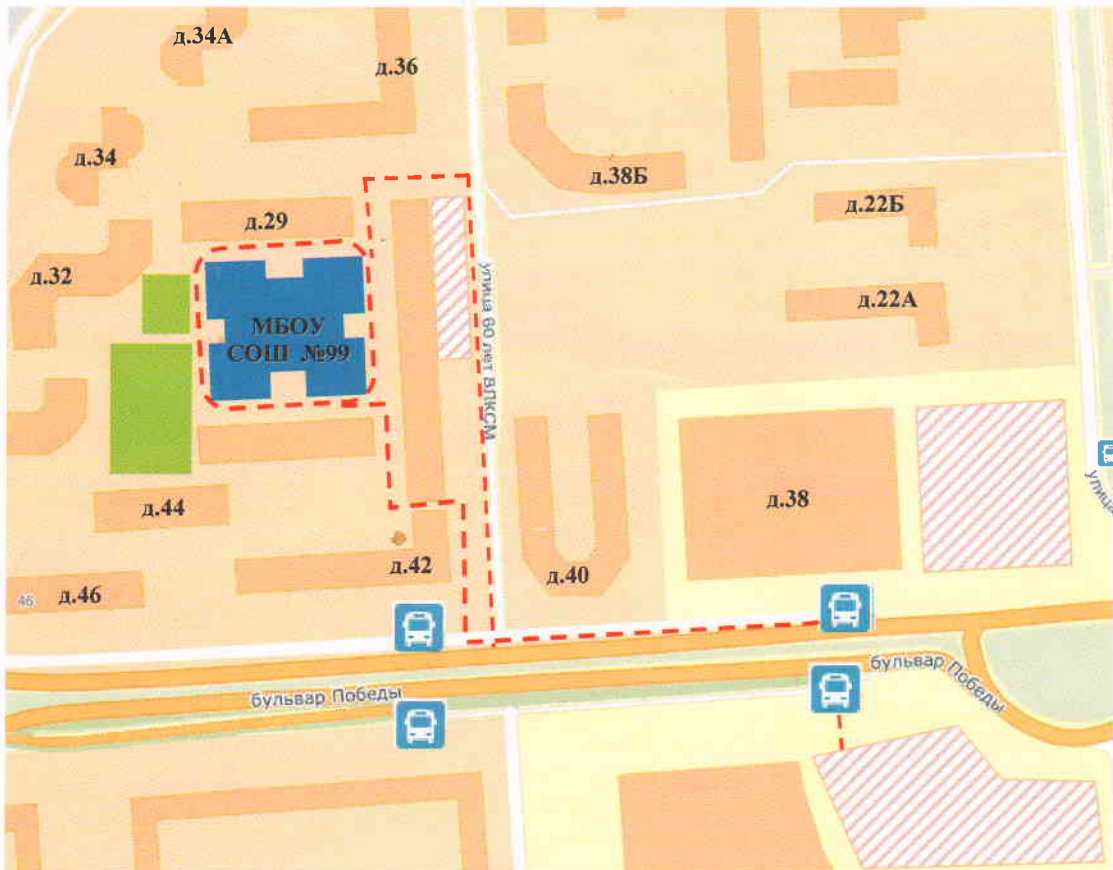 д.34А
д.36
д.34
д.38Б
д.29
д.22Б
д.32
д.22А
МБОУ
СОШ №99
улица 60 лет ВЛКСМ
д.38
улица
д.44
д.42
д.40
46
д.46
бульвар Победы
бульвар Победы